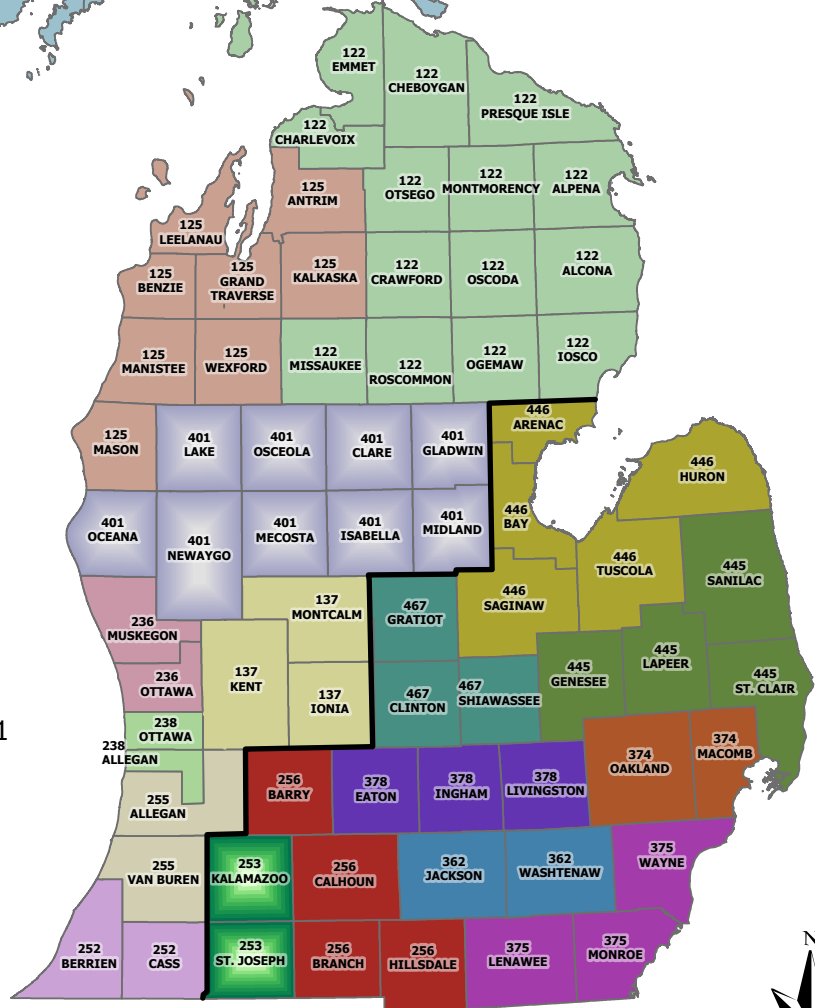 122
EMMET
122
CHEBOYGAN
122
PRESQUE ISLE
122
CHARLEVOIX
125
ANTRIM
122
OTSEGO
122
MONTMORENCY
122
ALPENA
125
LEELANAU
125
BENZIE
125
GRAND
TRAVERSE
125
KALKASKA
122
CRAWFORD
122
OSCODA
122
ALCONA
125
MANISTEE
125
WEXFORD
122
MISSAUKEE
122
ROSCOMMON
122
OGEMAW
122
IOSCO
125
MASON
401
LAKE
401
OSCEOLA
401
CLARE
401
GLADWIN
446
ARENAC
446
HURON
401
OCEANA
401
NEWAYGO
401
MECOSTA
401
ISABELLA
401
MIDLAND
446
BAY
446
TUSCOLA
445
SANILAC
236
MUSKEGON
137
MONTCALM
467
GRATIOT
446
SAGINAW
236
OTTAWA
137
KENT
137
IONIA
467
CLINTON
467
SHIAWASSEE
445
GENESEE
445
LAPEER
445
ST. CLAIR
1
238
OTTAWA
238
ALLEGAN
255
ALLEGAN
256
BARRY
378
EATON
378
INGHAM
378
LIVINGSTON
374
OAKLAND
374
MACOMB
255
VAN BUREN
253
KALAMAZOO
256
CALHOUN
362
JACKSON
362
WASHTENAW
375
WAYNE
252
BERRIEN
252
CASS
253
ST. JOSEPH
256
BRANCH
256
HILLSDALE
375
LENAWEE
375
MONROE
N